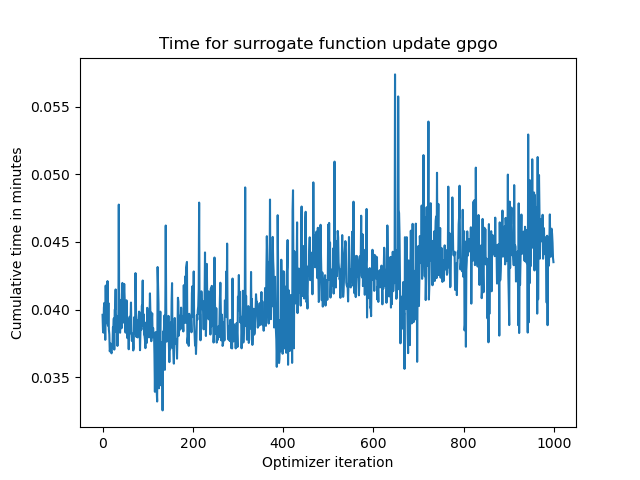 Time for surrogate function update gpgo
Cumulative time in minutes
0.055
0.050
0.045
0.040
0.035
0 200 400 600 800 1000
Optimizer iteration